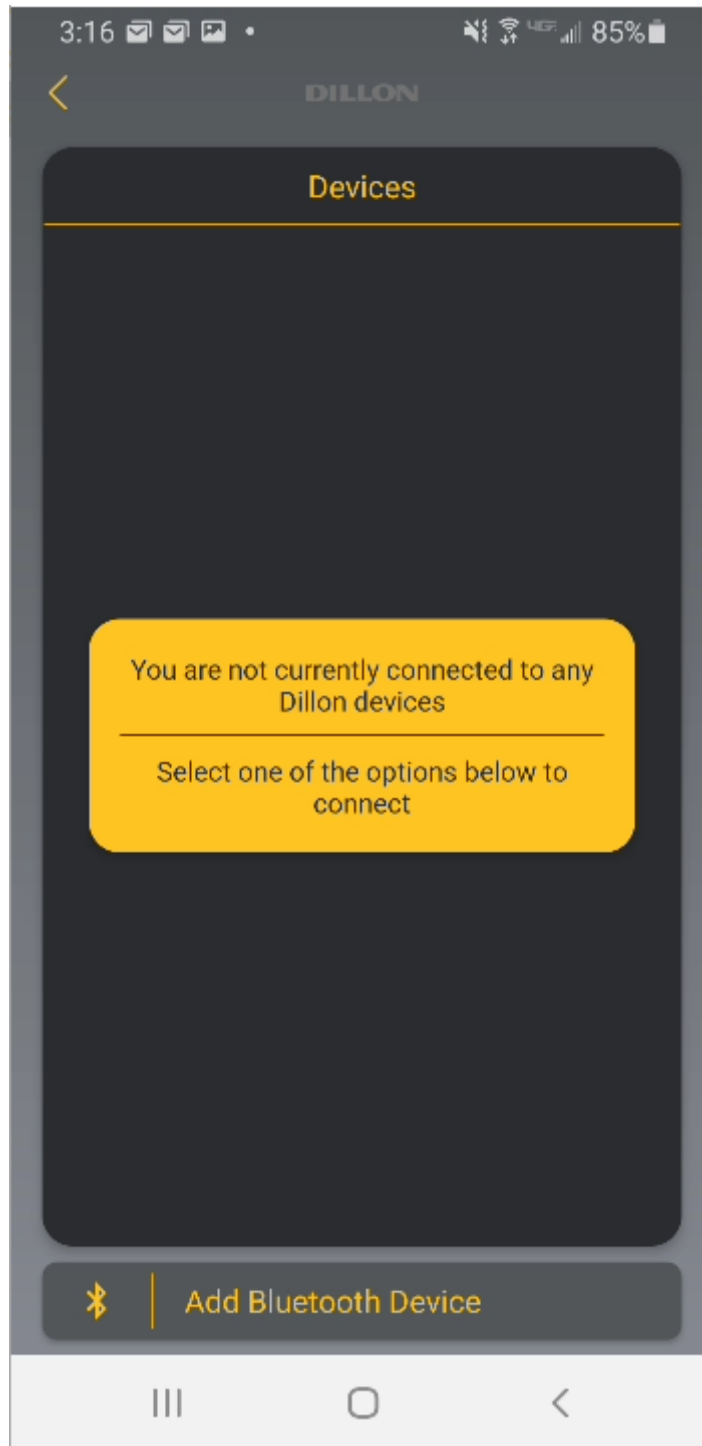 3:16 4GE 85%
DILLON
Devices
You are not currently connected to any
Dillon devices
Select one of the options below to
connect
Add Bluetooth Device